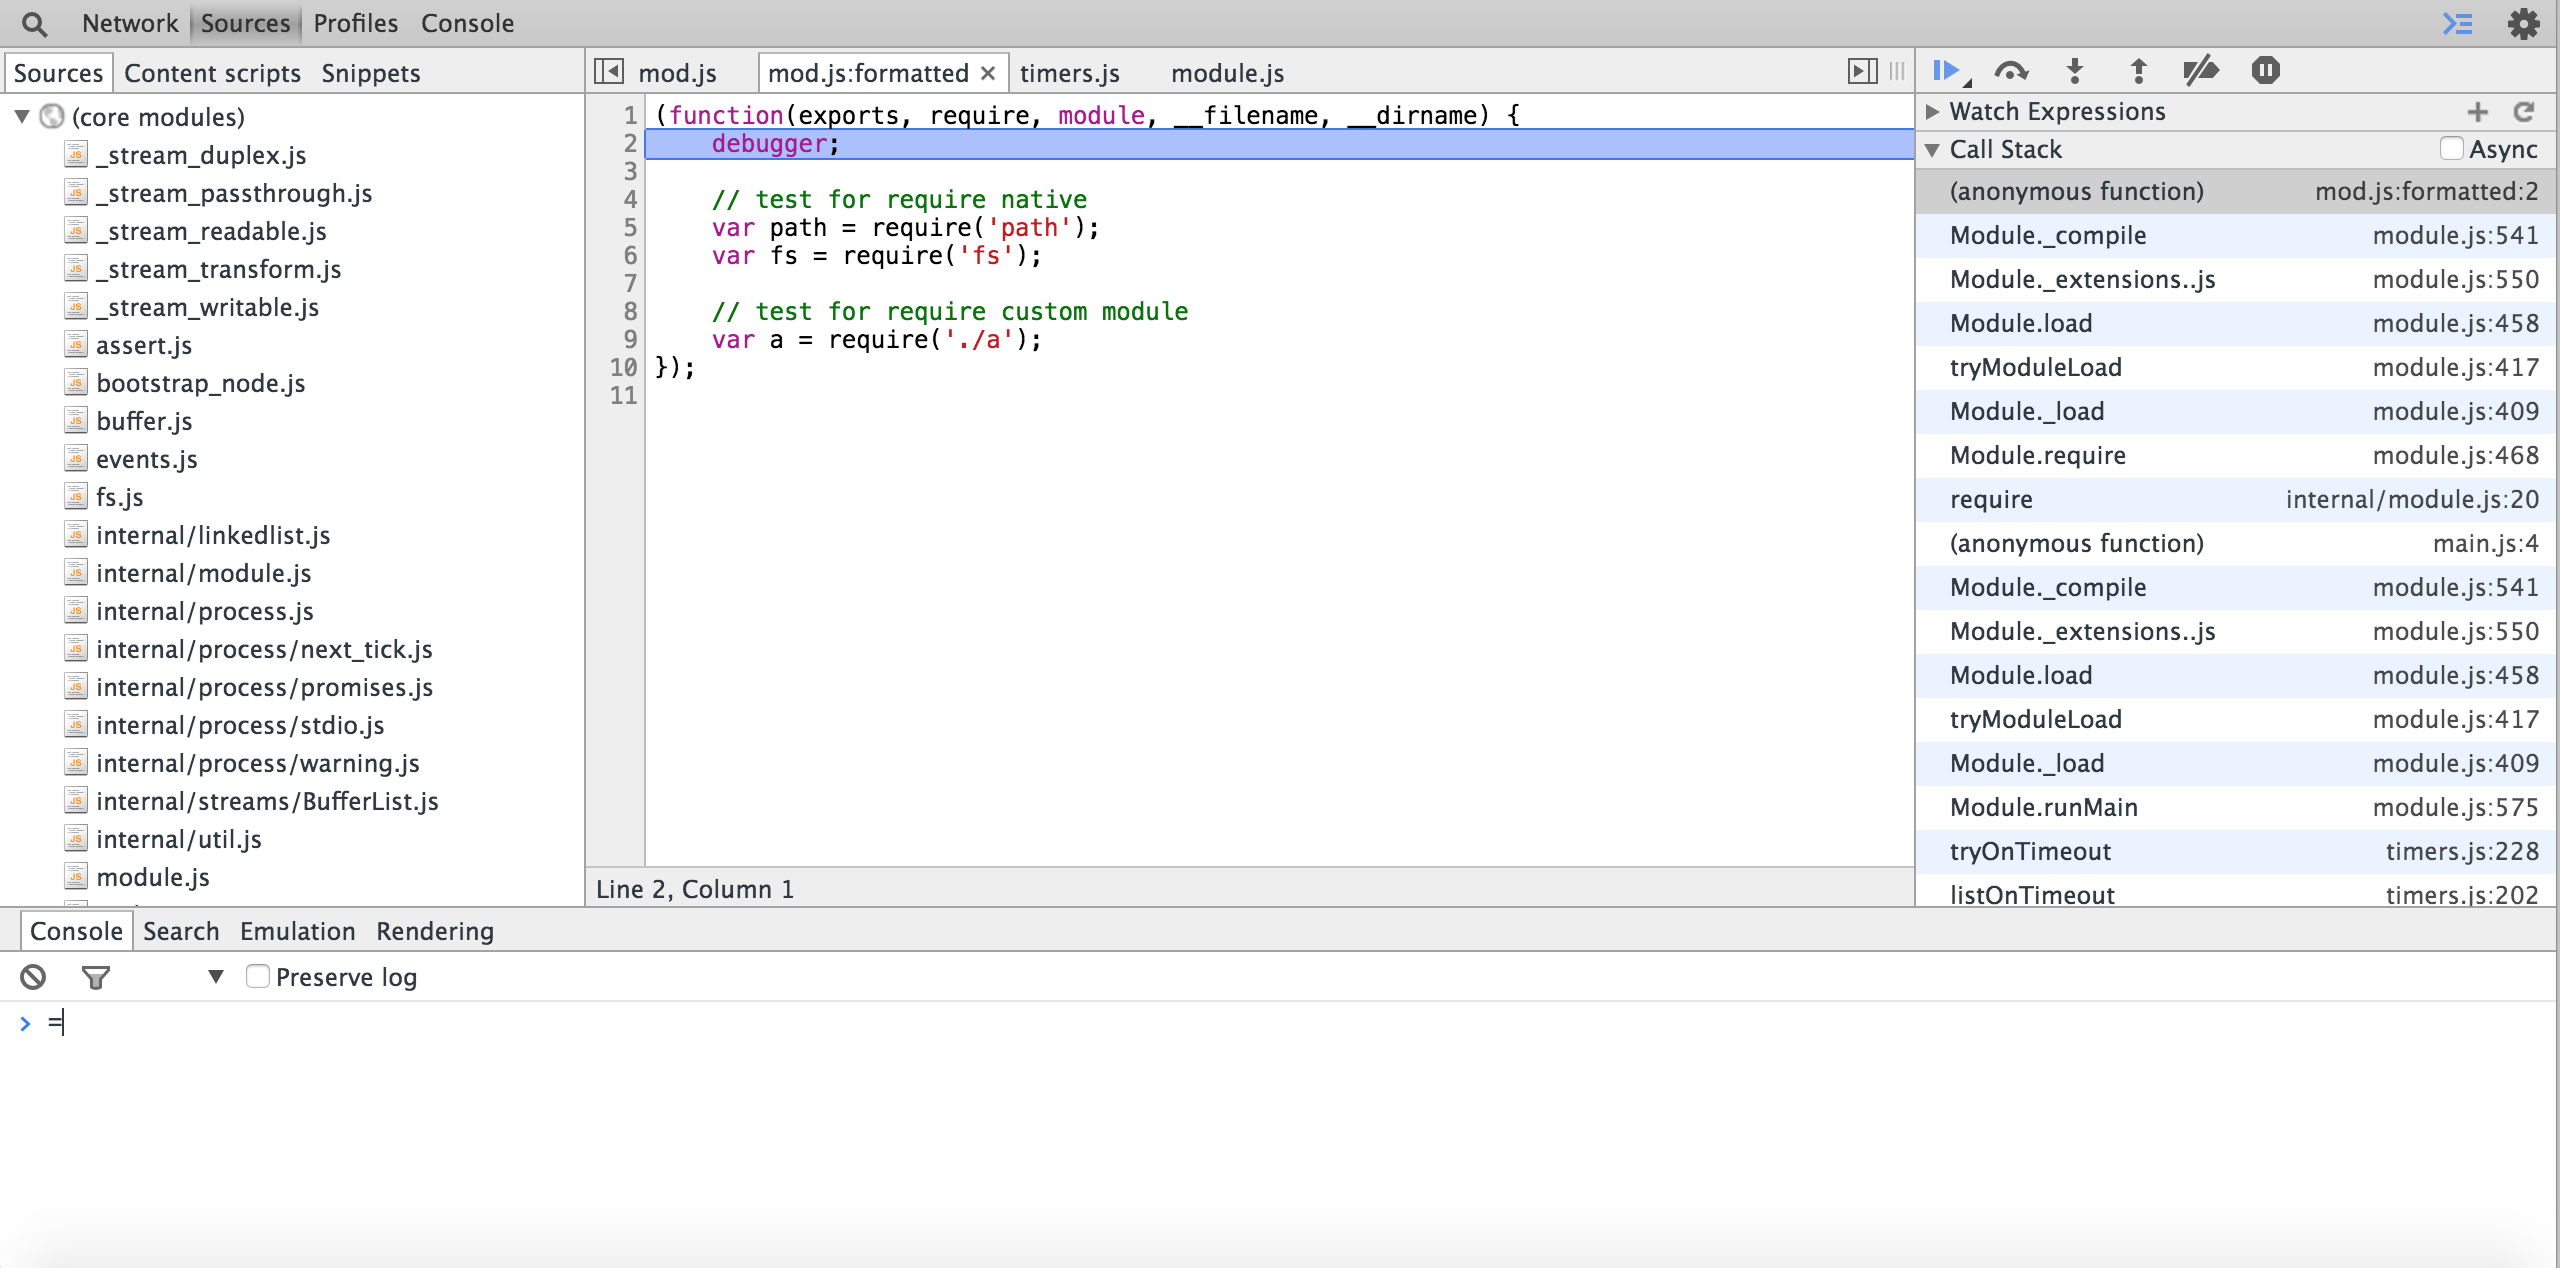 Network Sources Profiles Console
Sources Content scripts Snippets
(core modules)
_stream_duplex.js
_stream_passthrough.js
_stream_readable.js
_stream_transform.js
_stream_writable.js
assert.js
bootstrap_node.js
buffer.js
events.js
fs.js
internal/linkedlist.js
internal/module.js
internal/process.js
internal/process/next_tick.js
internal/process/promises.js
internal/process/stdio.js
internal/process/warning.js
internal/streams/BufferList.js
internal/util.js
module.js
mod.js mod.js:formatted × timers.js module.js
1 (function(exports, require, module, __filename, __dirname) {
2 debugger;
3
4 // test for require native
5 var path = require('path');
6 var fs = require('fs');
7
8 // test for require custom module
9 var a = require('./a');
10 });
11
Line 2, Column 1
Watch Expressions
Call Stack Async
(anonymous function) mod.js:formatted:2
Module._compile module.js:541
Module._extensions..js module.js:550
Module.load module.js:458
tryModuleLoad module.js:417
Module._load module.js:409
Module.require module.js:468
require internal/module.js:20
(anonymous function) main.js:4
Module._compile module.js:541
Module._extensions..js module.js:550
Module.load module.js:458
tryModuleLoad module.js:417
Module._load module.js:409
Module.runMain module.js:575
tryOnTimeout timers.js:228
listOnTimeout timers.js:202
Console Search Emulation Rendering
Preserve log
> =